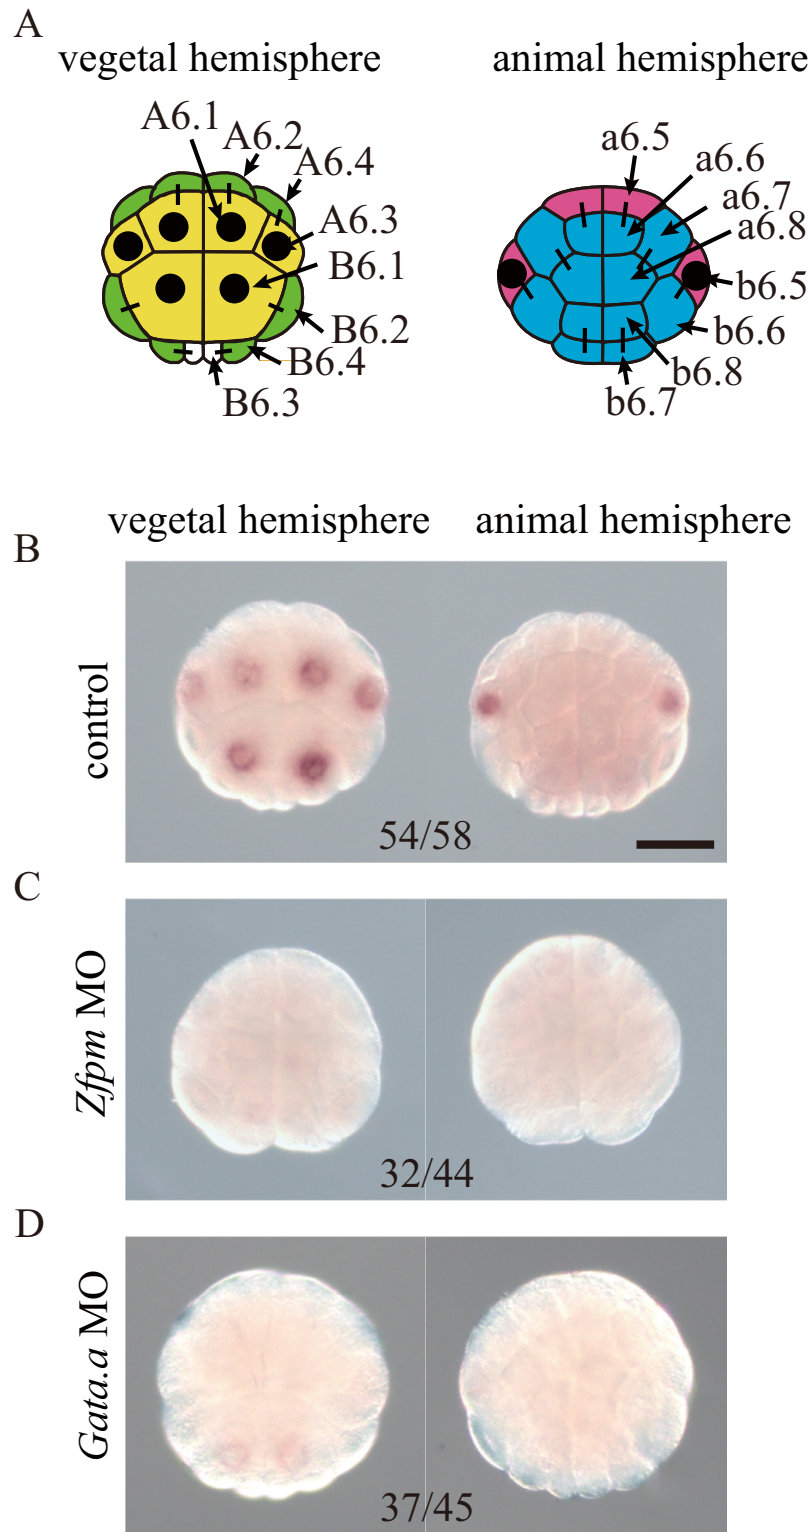 A
vegetal hemisphere
animal hemisphere
A6.1
A6.2
A6.4
A6.3
B6.1
B6.2
B6.4
B6.3
a6.5
a6.6
a6.7
a6.8
b6.5
b6.6
b6.8
b6.7
vegetal hemisphere
animal hemisphere
B
control
54/58
C
Zfpm MO
32/44
D
Gata.a MO
37/45